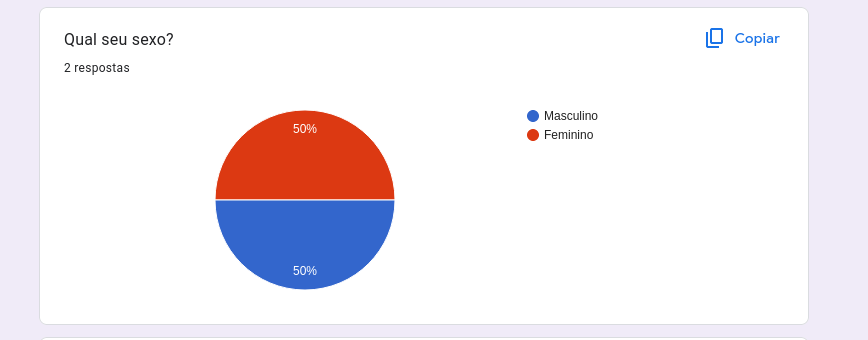 Qual seu sexo?
Copiar
2 respostas
50%
Masculino
Feminino
50%